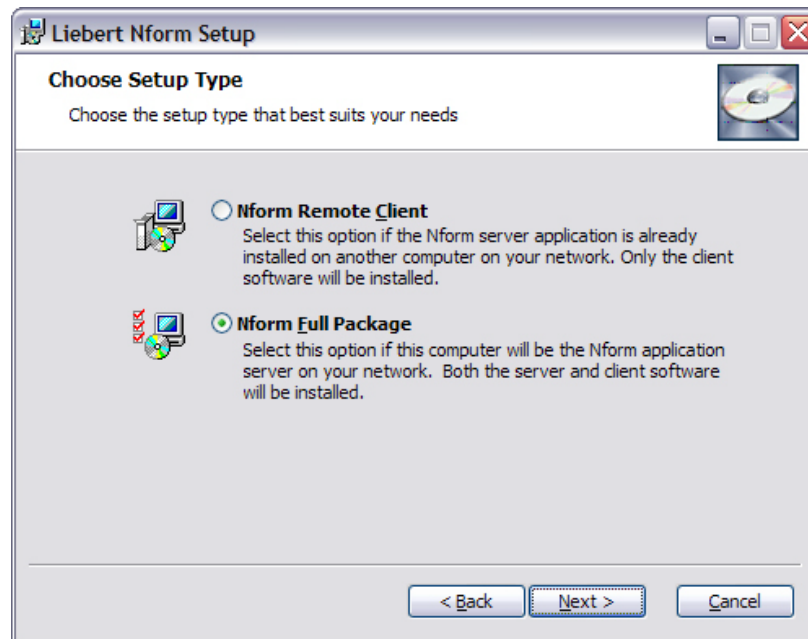 Liebert Nform Setup
Choose Setup Type
Choose the setup type that best suits your needs
Nform Remote Client
Select this option if the Nform server application is already
installed on another computer on your network. Only the client
software will be installed.
Nform Full Package
Select this option if this computer will be the Nform application
server on your network.  Both the server and client software
will be installed.
< Back
Next >
Cancel